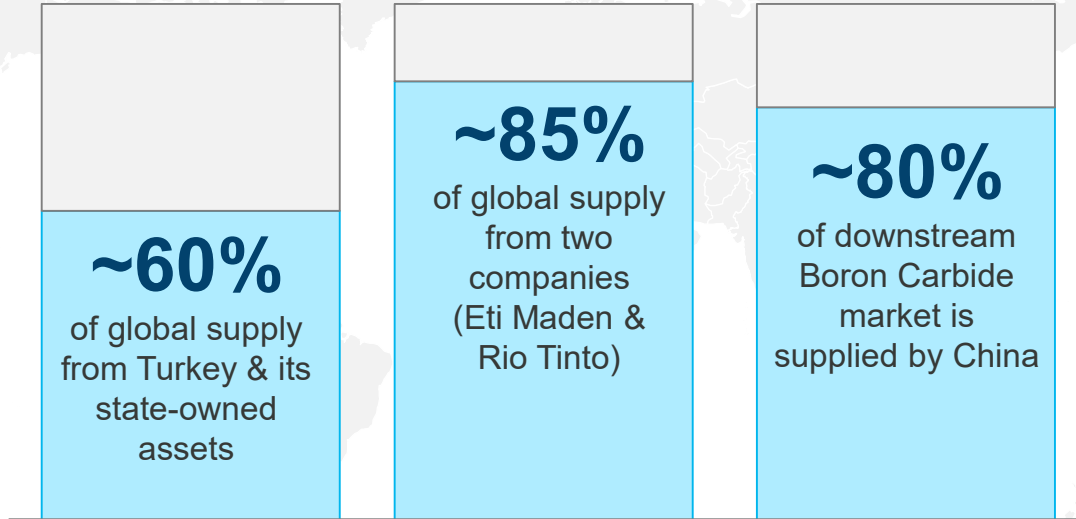 ~60%
of global supply
from Turkey & its
state-owned
assets
~85%
of global supply
from two
companies
(Eti Maden &
Rio Tinto)
~80%
of downstream
Boron Carbide
market is
supplied by China